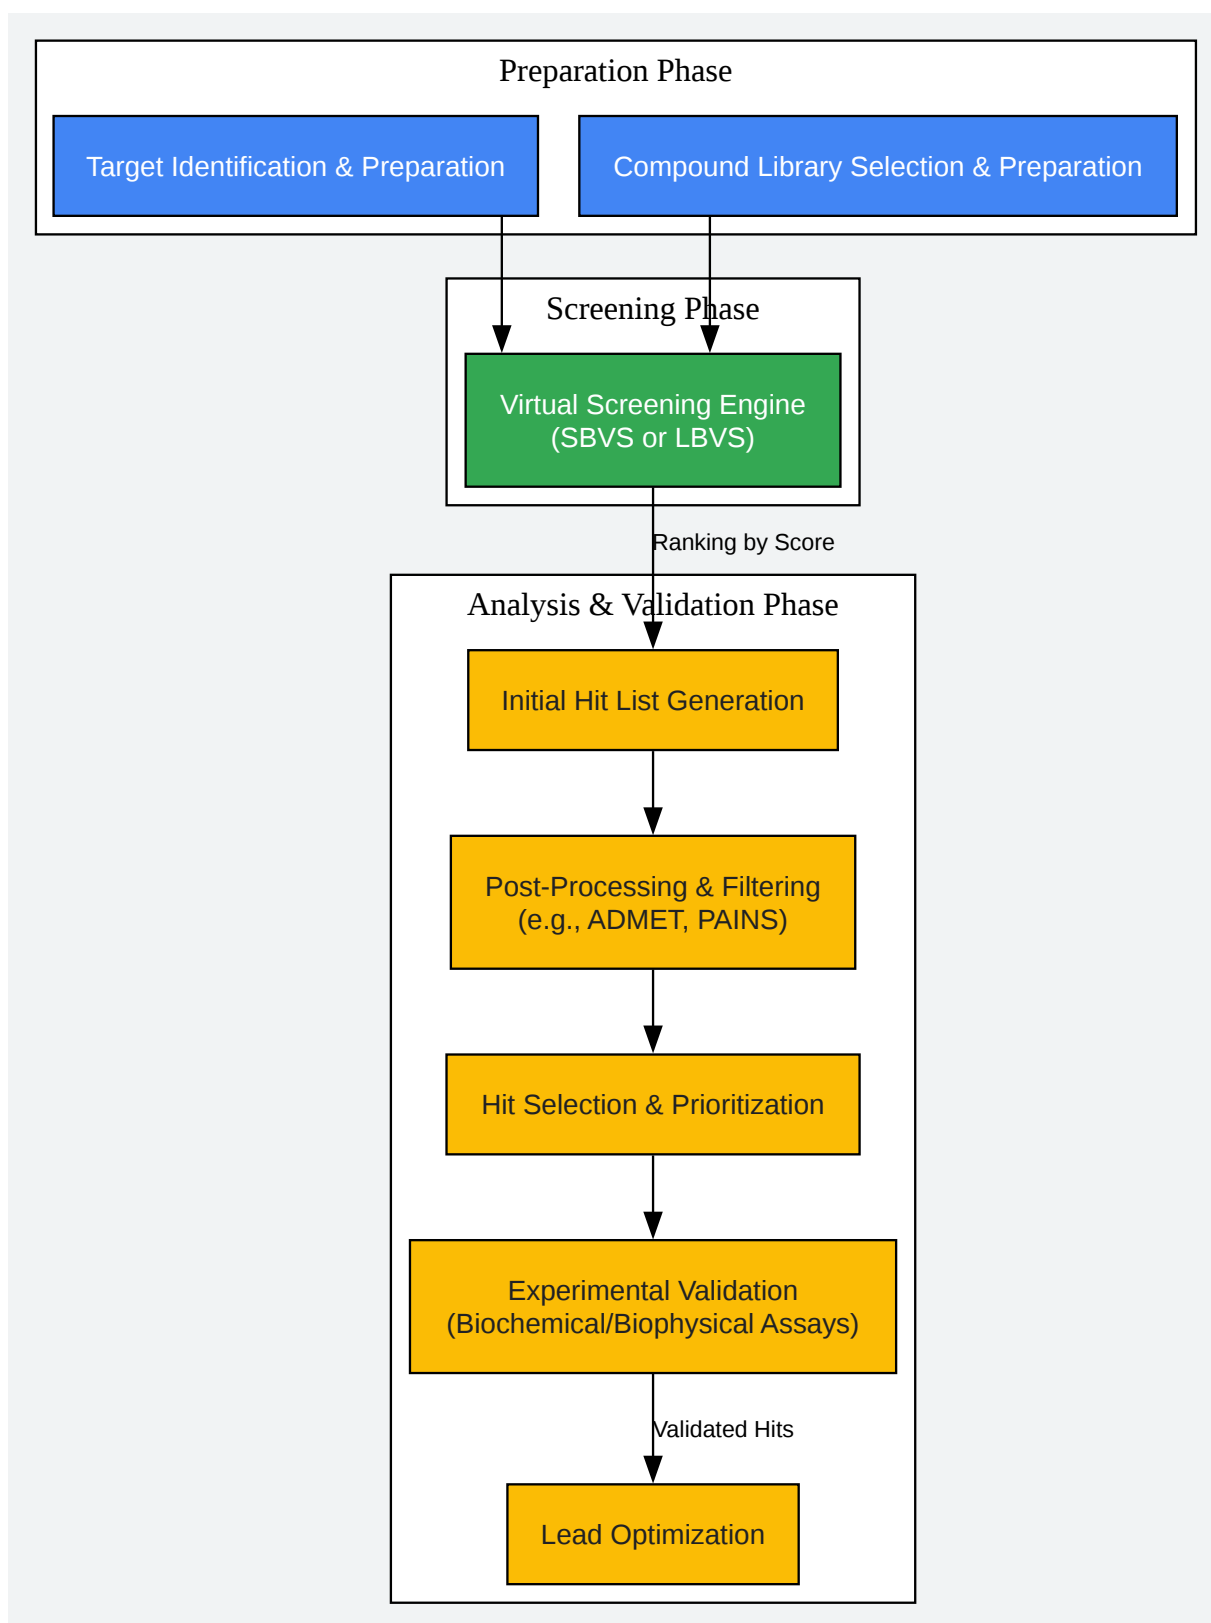 Preparation Phase
Target Identification & Preparation
Compound Library Selection & Preparation
Screening Phase
Virtual Screening Engine
(SBVS or LBVS)
Ranking by Score
Analysis & Validation Phase
Initial Hit List Generation
Post-Processing & Filtering
(e.g., ADMET, PAINS)
Hit Selection & Prioritization
Experimental Validation
(Biochemical/Biophysical Assays)
Validated Hits
Lead Optimization